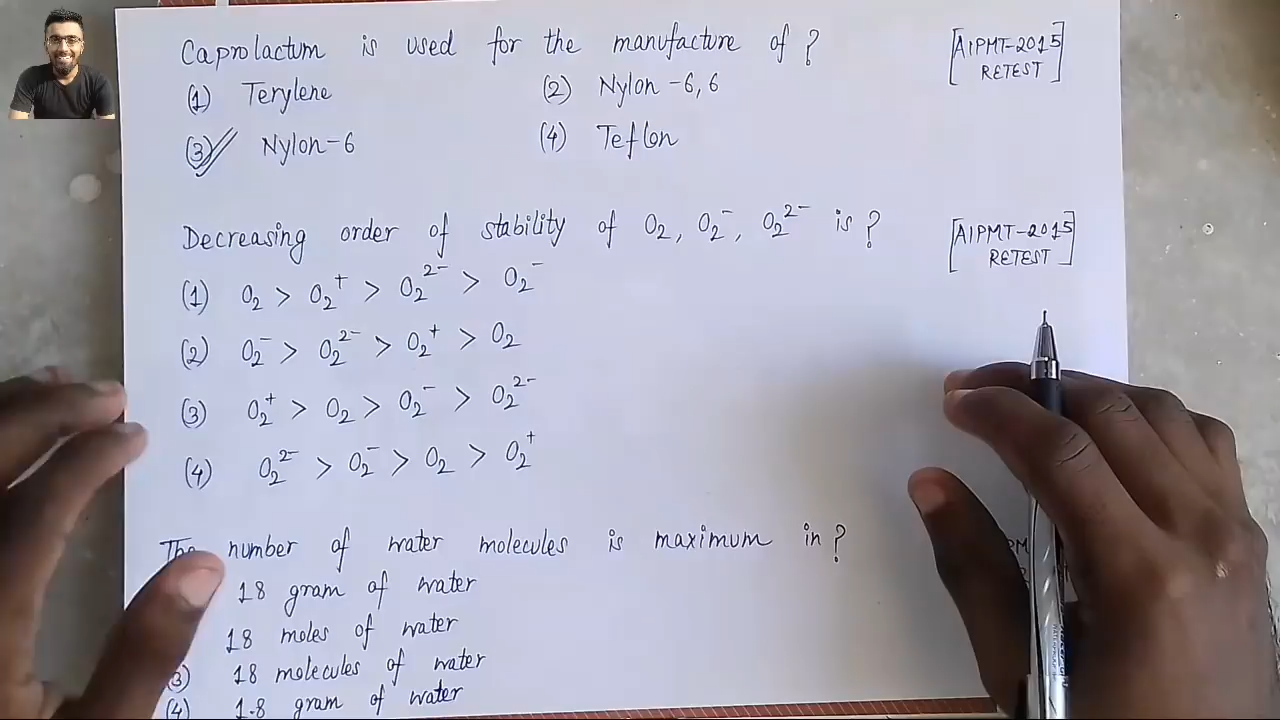 Caprolactum is used for the manufacture of ? [AIPMT-2015
RETEST]
(1) Terylene (2) Nylon -6,6
(3) Nylon-6 (4) Teflon
Decreasing order of stability of O₂, O₂⁻, O₂²⁻ is ? [AIPMT-2015
RETEST]
(1) O₂ > O₂⁺ > O₂²⁻ > O₂⁻
(2) O₂⁻ > O₂²⁻ > O₂⁺ > O₂
(3) O₂⁺ > O₂ > O₂⁻ > O₂²⁻
(4) O₂²⁻ > O₂⁻ > O₂ > O₂⁺
The number of water molecules is maximum in ?
18 gram of water
18 moles of water
(3) 18 molecules of water
(4) 1.8 gram of water